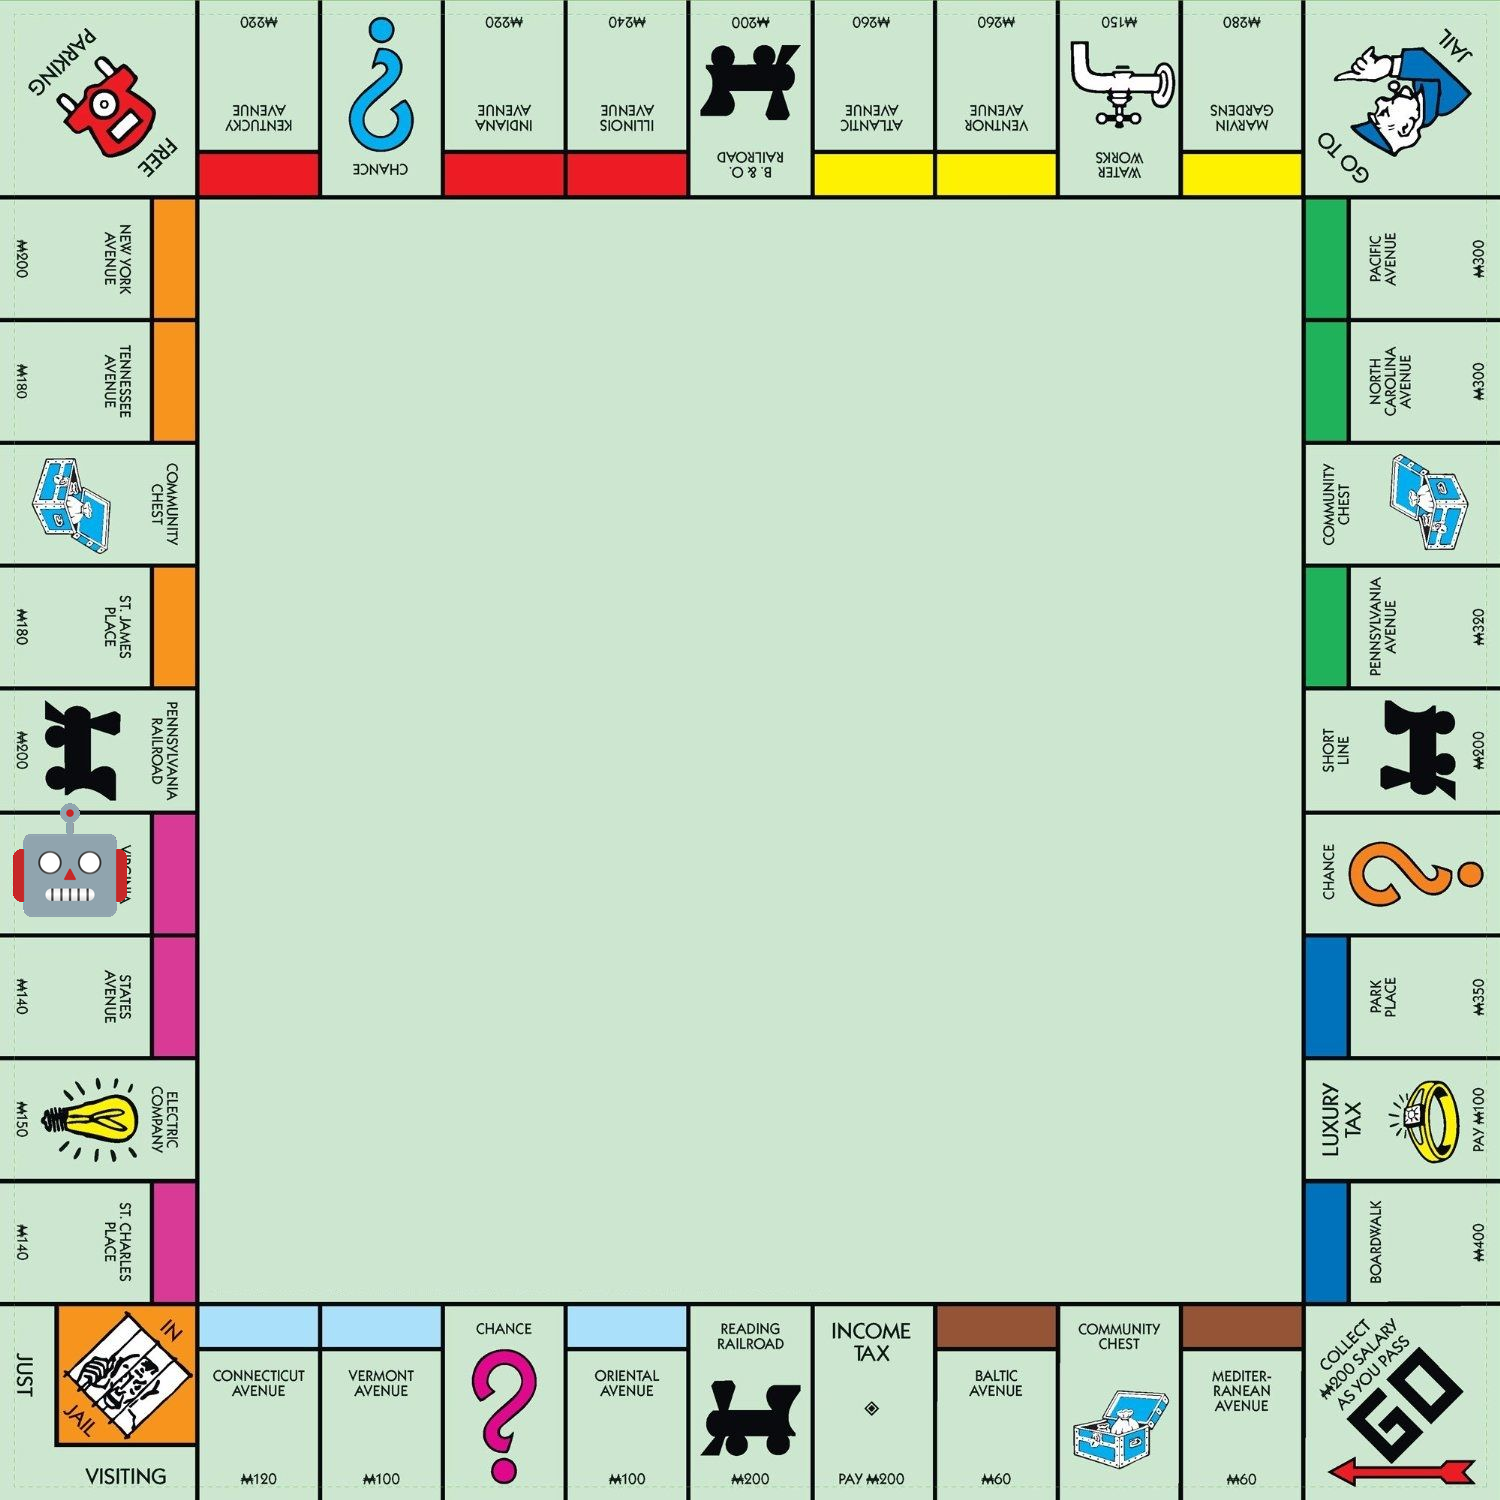 FREE
PARKING
₩220
KENTUCKY
AVENUE
CHANCE
₩220
INDIANA
AVENUE
₩240
ILLINOIS
AVENUE
₩200
B. & O.
RAILROAD
₩260
ATLANTIC
AVENUE
₩260
VENTNOR
AVENUE
₩150
WATER
WORKS
₩280
MARVIN
GARDENS
GO TO
JAIL
PACIFIC
AVENUE
₩300
NORTH
CAROLINA
AVENUE
₩300
COMMUNITY
CHEST
PENNSYLVANIA
AVENUE
₩320
SHORT
LINE
₩200
CHANCE
PARK
PLACE
₩350
LUXURY
TAX
PAY ₩100
BOARDWALK
₩400
COLLECT
₩200 SALARY
AS YOU PASS
GO
MEDITER-
RANEAN
AVENUE
₩60
COMMUNITY
CHEST
BALTIC
AVENUE
₩60
INCOME
TAX
PAY ₩200
READING
RAILROAD
₩200
ORIENTAL
AVENUE
₩100
CHANCE
VERMONT
AVENUE
₩100
CONNECTICUT
AVENUE
₩120
IN
JAIL
JUST
VISITING
ST. CHARLES
PLACE
₩140
ELECTRIC
COMPANY
₩150
STATES
AVENUE
₩140
VIRGINIA
PENNSYLVANIA
RAILROAD
₩200
ST. JAMES
PLACE
₩180
COMMUNITY
CHEST
TENNESSEE
AVENUE
₩180
NEW YORK
AVENUE
₩200